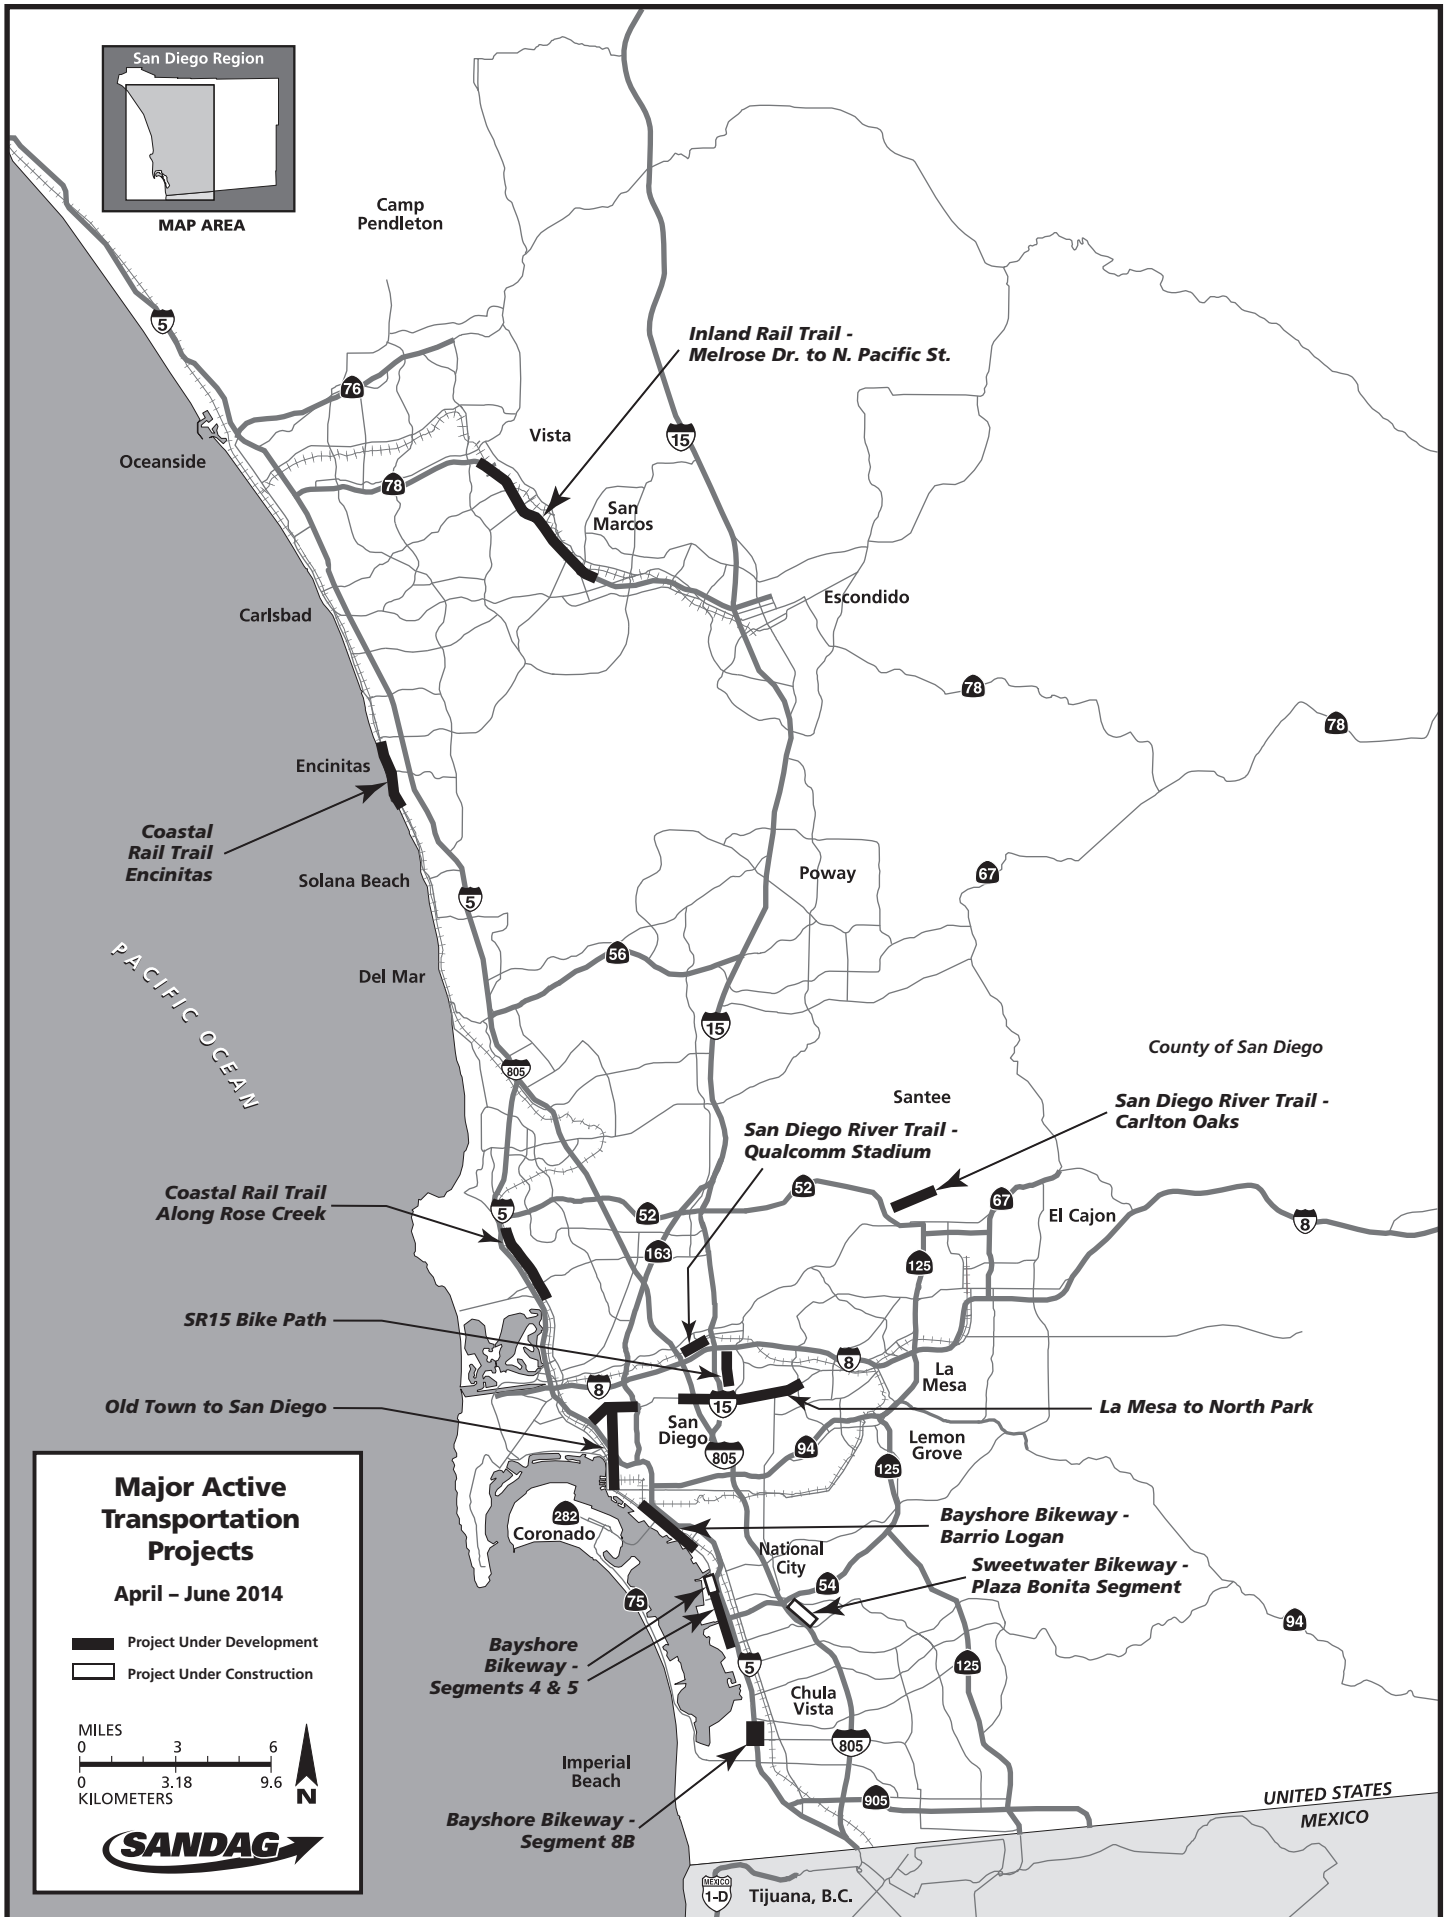 San Diego Region
MAP AREA
Camp
Pendleton
5
Inland Rail Trail -
Melrose Dr. to N. Pacific St.
76
Vista
15
Oceanside
78
San
Marcos
Escondido
Carlsbad
78
78
Encinitas
Coastal
Rail Trail
Encinitas
Solana Beach
Poway
67
5
56
PACIFIC OCEAN
Del Mar
15
County of San Diego
805
Santee
San Diego River Trail -
Carlton Oaks
San Diego River Trail -
Qualcomm Stadium
Coastal Rail Trail
Along Rose Creek
52
5
52
67
El Cajon
8
163
125
SR15 Bike Path
8
La
Mesa
8
Old Town to San Diego
15
La Mesa to North Park
San
Diego
805
94
Lemon
Grove
125
Major Active
Transportation
Projects
April – June 2014
Project Under Development
Project Under Construction
MILES
0 3 6
0 3.18 9.6
KILOMETERS
N
SANDAG
282
Coronado
Bayshore Bikeway -
Barrio Logan
National
City
Sweetwater Bikeway -
Plaza Bonita Segment
54
75
94
Bayshore
Bikeway -
Segments 4 & 5
5
125
Chula
Vista
805
Imperial
Beach
905
Bayshore Bikeway -
Segment 8B
UNITED STATES
MEXICO
MEXICO
1-D
Tijuana, B.C.